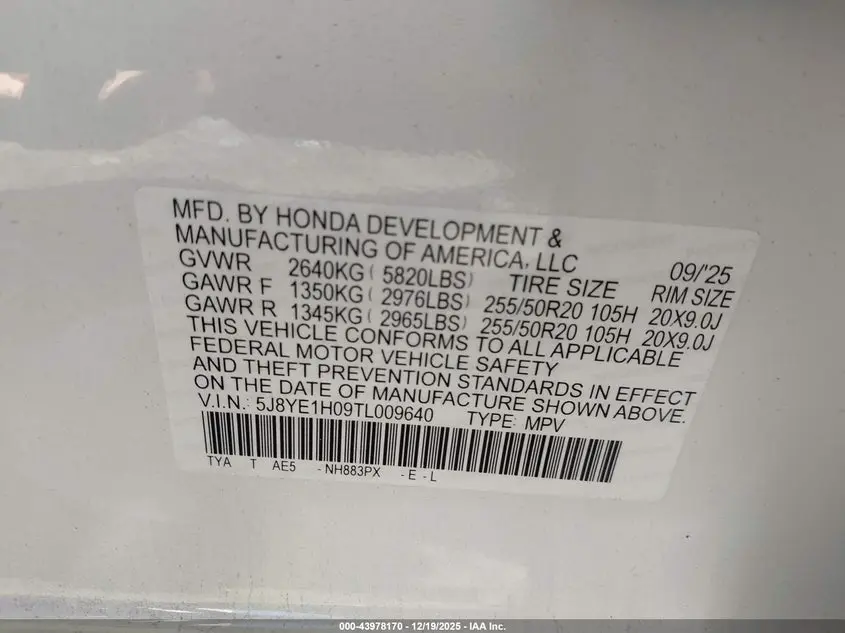 MFD. BY HONDA DEVELOPMENT &
MANUFACTURING OF AMERICA, LLC 09/'25
GVWR 2640KG ( 5820LBS) TIRE SIZE RIM SIZE
GAWR F 1350KG ( 2976LBS) 255/50R20 105H 20X9.0J
GAWR R 1345KG ( 2965LBS) 255/50R20 105H 20X9.0J
THIS VEHICLE CONFORMS TO ALL APPLICABLE
FEDERAL MOTOR VEHICLE SAFETY
AND THEFT PREVENTION STANDARDS IN EFFECT
ON THE DATE OF MANUFACTURE SHOWN ABOVE.
V.I.N.: 5J8YE1H09TL009640 TYPE: MPV
TYA T AE5 -NH883PX -E-L
000-43978170 - 12/19/2025 - IAA Inc.